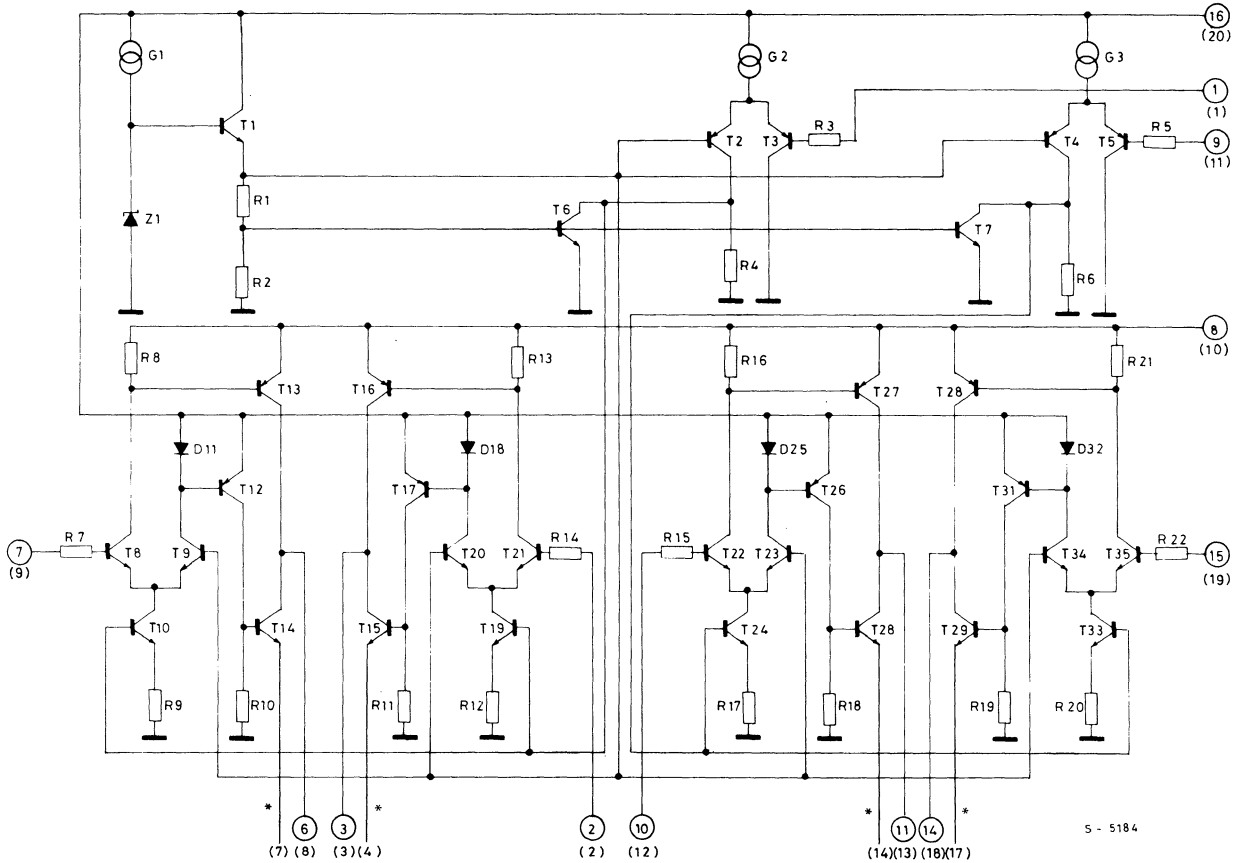 16
(20)
G1
G2
G3
1
(1)
T1
R3
R5
T2
T3
T4
T5
9
(11)
R1
Z1
T6
T7
R2
R4
R6
8
(10)
R8
R13
R16
R21
T13
T16
T27
T28
D11
D18
D25
D32
T12
T17
T26
T31
R7
R14
R15
R22
7
(9)
T8
T9
T20
T21
T22
T23
T34
T35
15
(19)
T10
T14
T15
T19
T24
T28
T29
T33
R9
R10
R11
R12
R17
R18
R19
R20
* * * *
6 3 2 10 11 14
S - 5184
(7) (8) (3) (4) (2) (12) (14) (13) (18) (17)